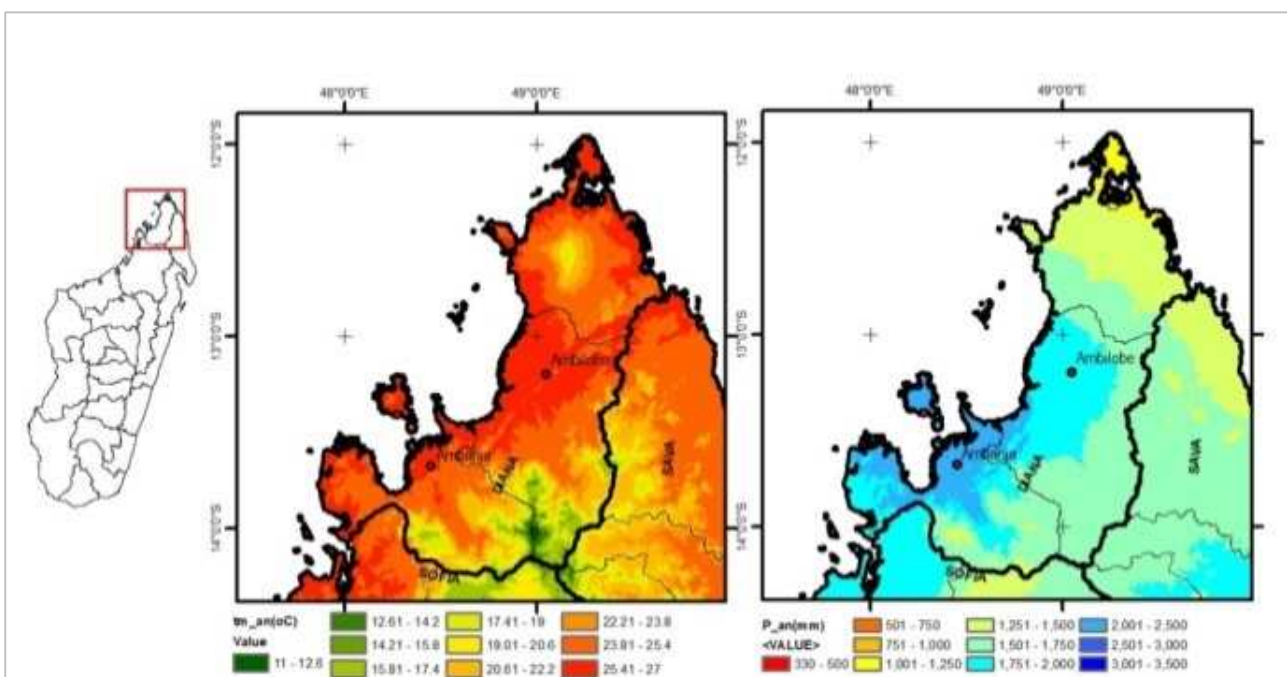 48°0'0"E 49°0'0"E
12°0'0"S
13°0'0"S
14°0'0"S
Ambilobe
Ambanja
DIANA
SAVA
SOFIA
tm_an(oC)
Value
11 - 12.6
12.61 - 14.2
14.21 - 15.8
15.81 - 17.4
17.41 - 19
19.01 - 20.6
20.61 - 22.2
22.21 - 23.8
23.81 - 25.4
25.41 - 27
48°0'0"E 49°0'0"E
12°0'0"S
13°0'0"S
14°0'0"S
Ambilobe
DIANA
SAVA
SOFIA
P_an(mm)
<VALUE>
330 - 500
501 - 750
751 - 1,000
1,001 - 1,250
1,251 - 1,500
1,501 - 1,750
1,751 - 2,000
2,001 - 2,500
2,501 - 3,000
3,001 - 3,500